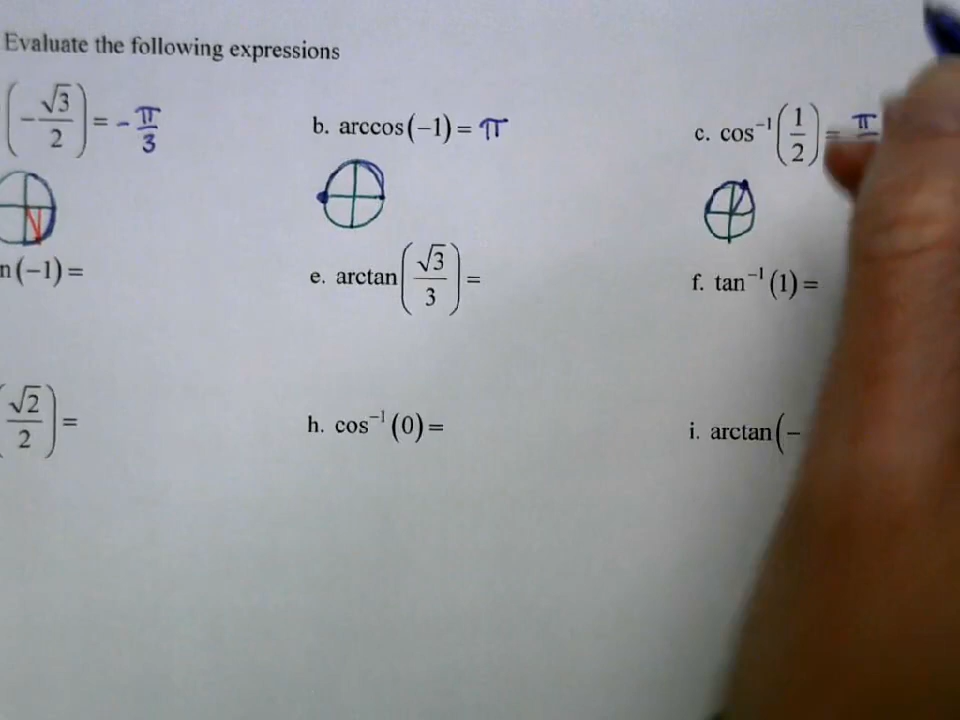 Evaluate the following expressions
(-√3/2) = -π/3
b. arccos(-1) = π
c. cos⁻¹(1/2) = π
n(-1) =
e. arctan(√3/3) =
f. tan⁻¹(1) =
(√2/2) =
h. cos⁻¹(0) =
i. arctan(-